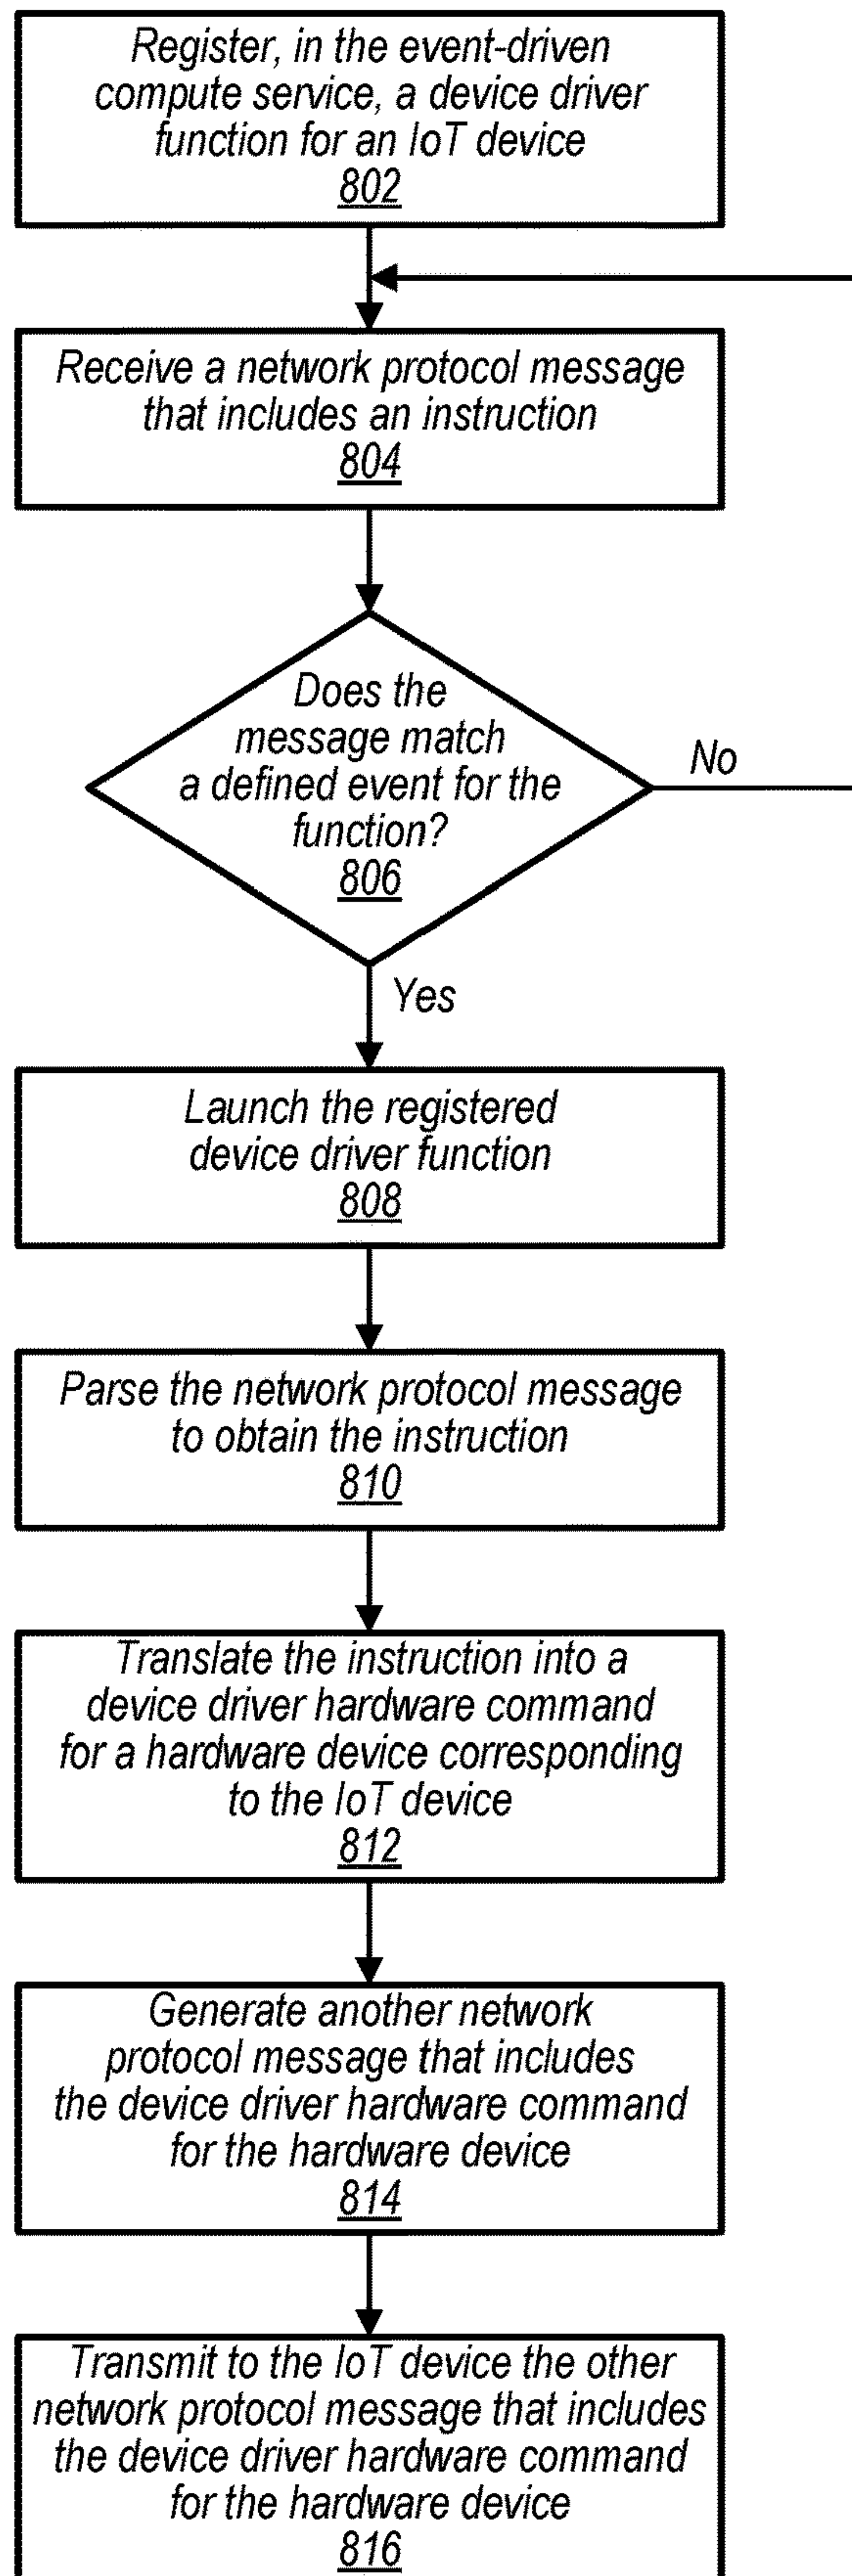 Register, in the event-driven
compute service, a device driver
function for an IoT device
802
Receive a network protocol message
that includes an instruction
804
Does the
message match
a defined event for the
function?
806
No
Yes
Launch the registered
device driver function
808
Parse the network protocol message
to obtain the instruction
810
Translate the instruction into a
device driver hardware command
for a hardware device corresponding
to the IoT device
812
Generate another network
protocol message that includes
the device driver hardware command
for the hardware device
814
Transmit to the IoT device the other
network protocol message that includes
the device driver hardware command
for the hardware device
816